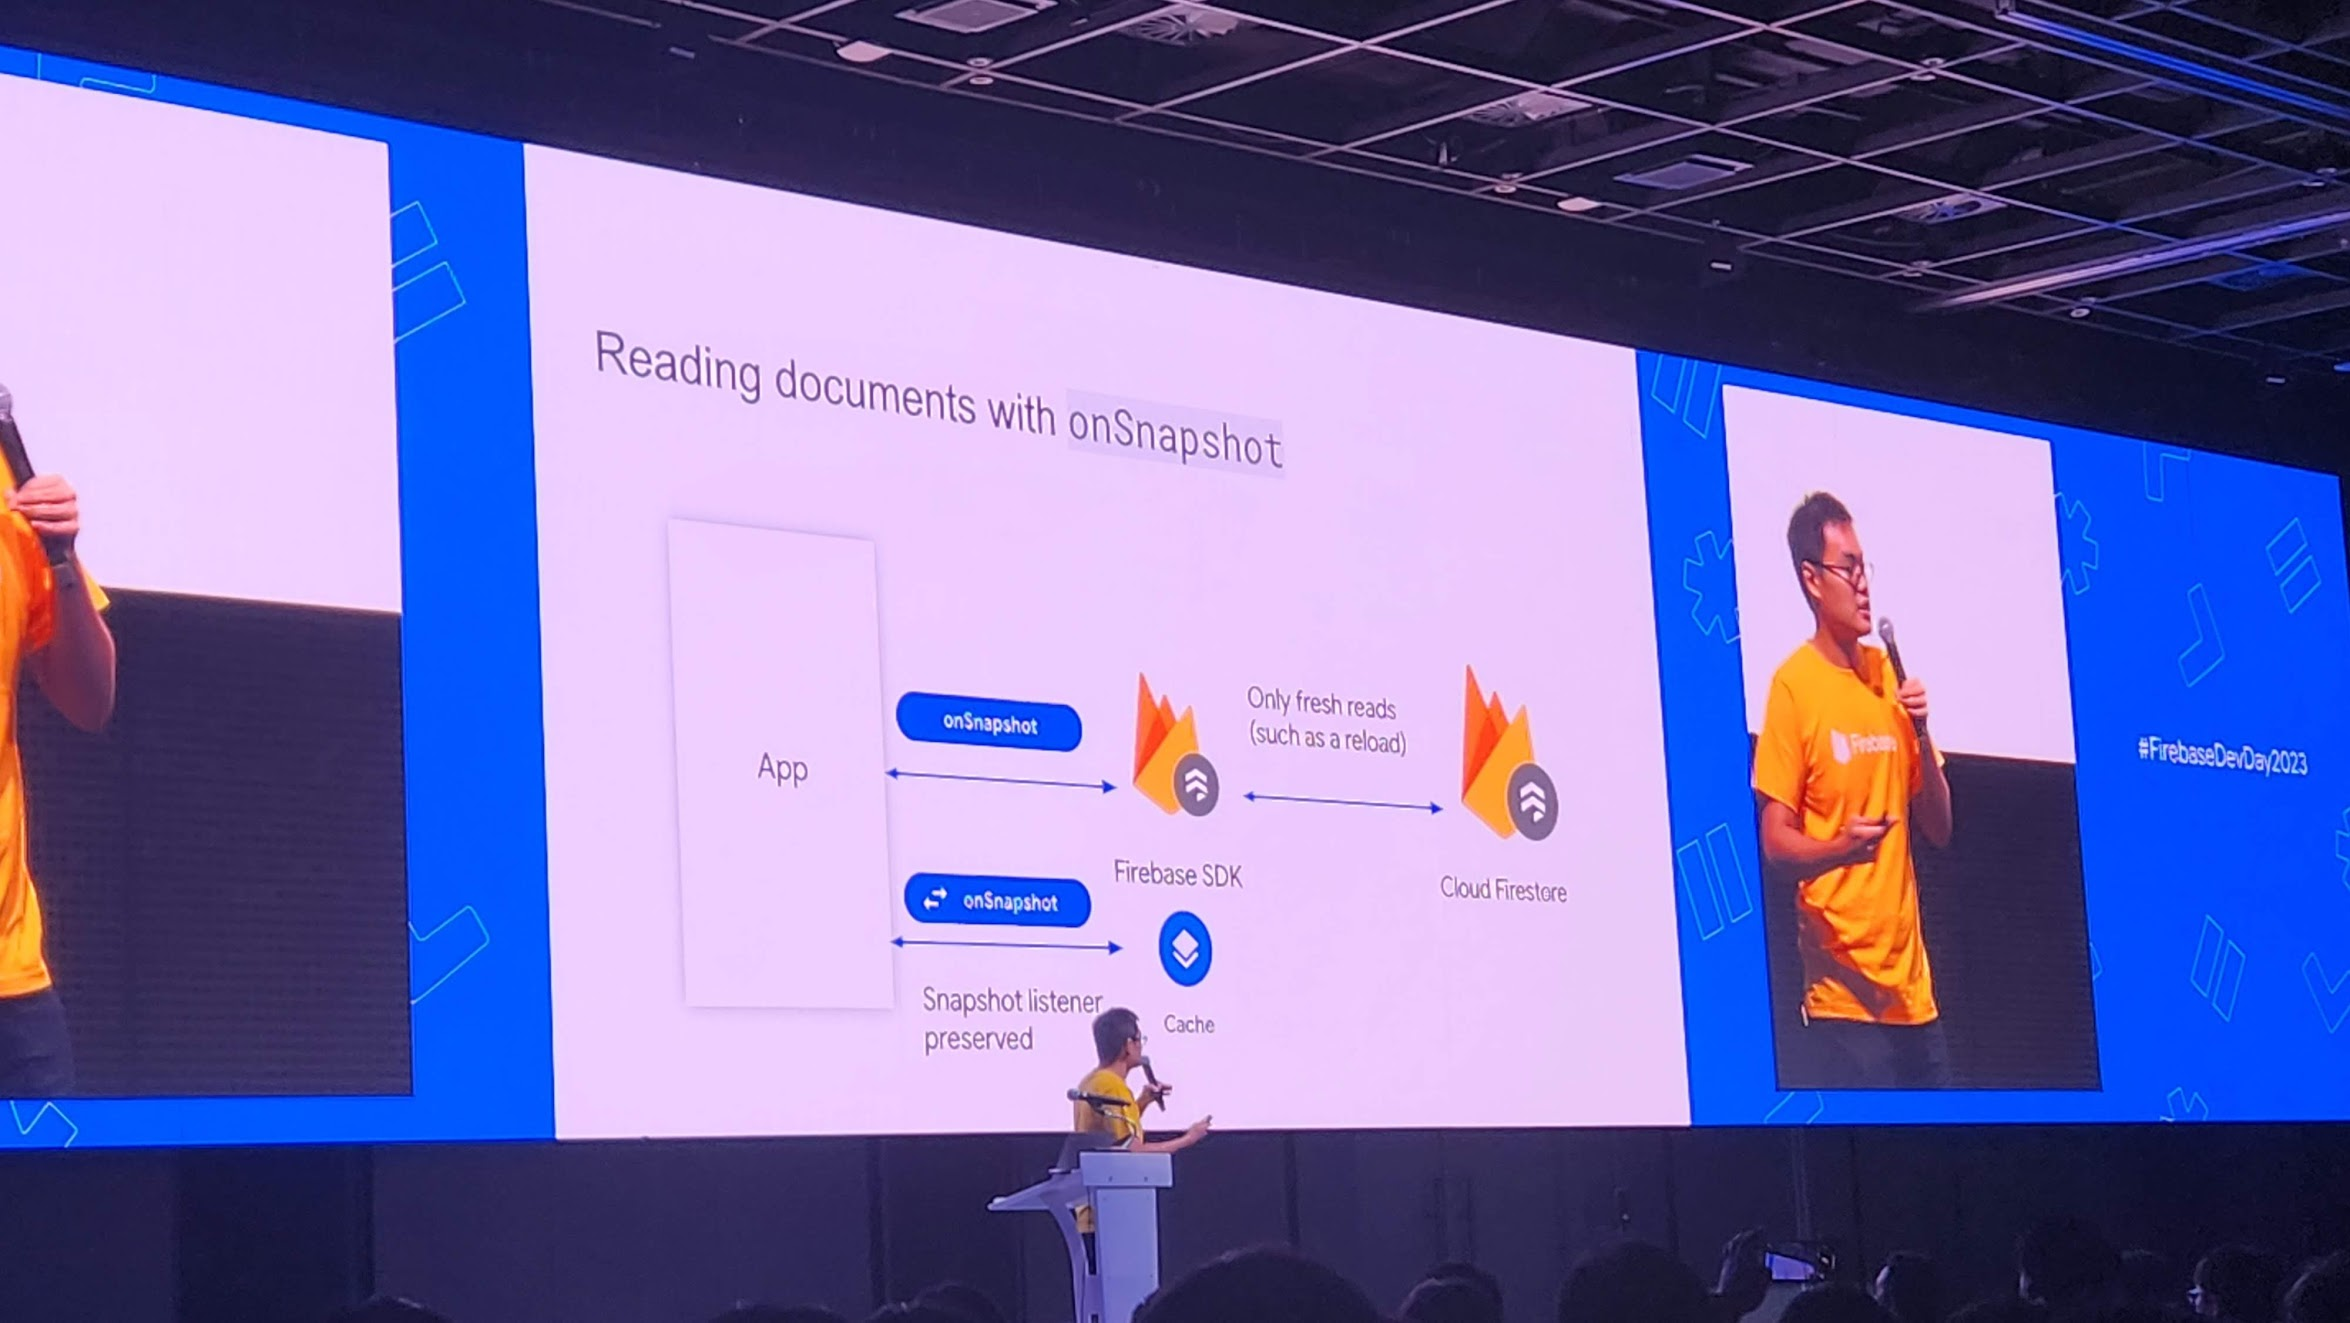 Reading documents with onSnapshot
App
onSnapshot
Only fresh reads
(such as a reload)
Firebase SDK
Cloud Firestore
onSnapshot
Snapshot listener
preserved
Cache
Firebase
#FirebaseDevDay2023